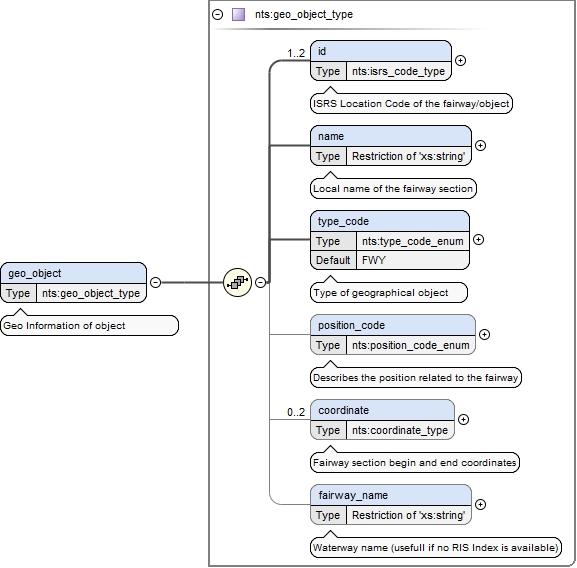 nts:geo_object_type
1..2
id
Type nts:isrs_code_type
ISRS Location Code of the fairway/object
name
Type Restriction of 'xs:string'
Local name of the fairway section
type_code
Type nts:type_code_enum
Default FWY
Type of geographical object
geo_object
Type nts:geo_object_type
Geo Information of object
position_code
Type nts:position_code_enum
Describes the position related to the fairway
0..2
coordinate
Type nts:coordinate_type
Fairway section begin and end coordinates
fairway_name
Type Restriction of 'xs:string'
Waterway name (usefull if no RIS Index is available)